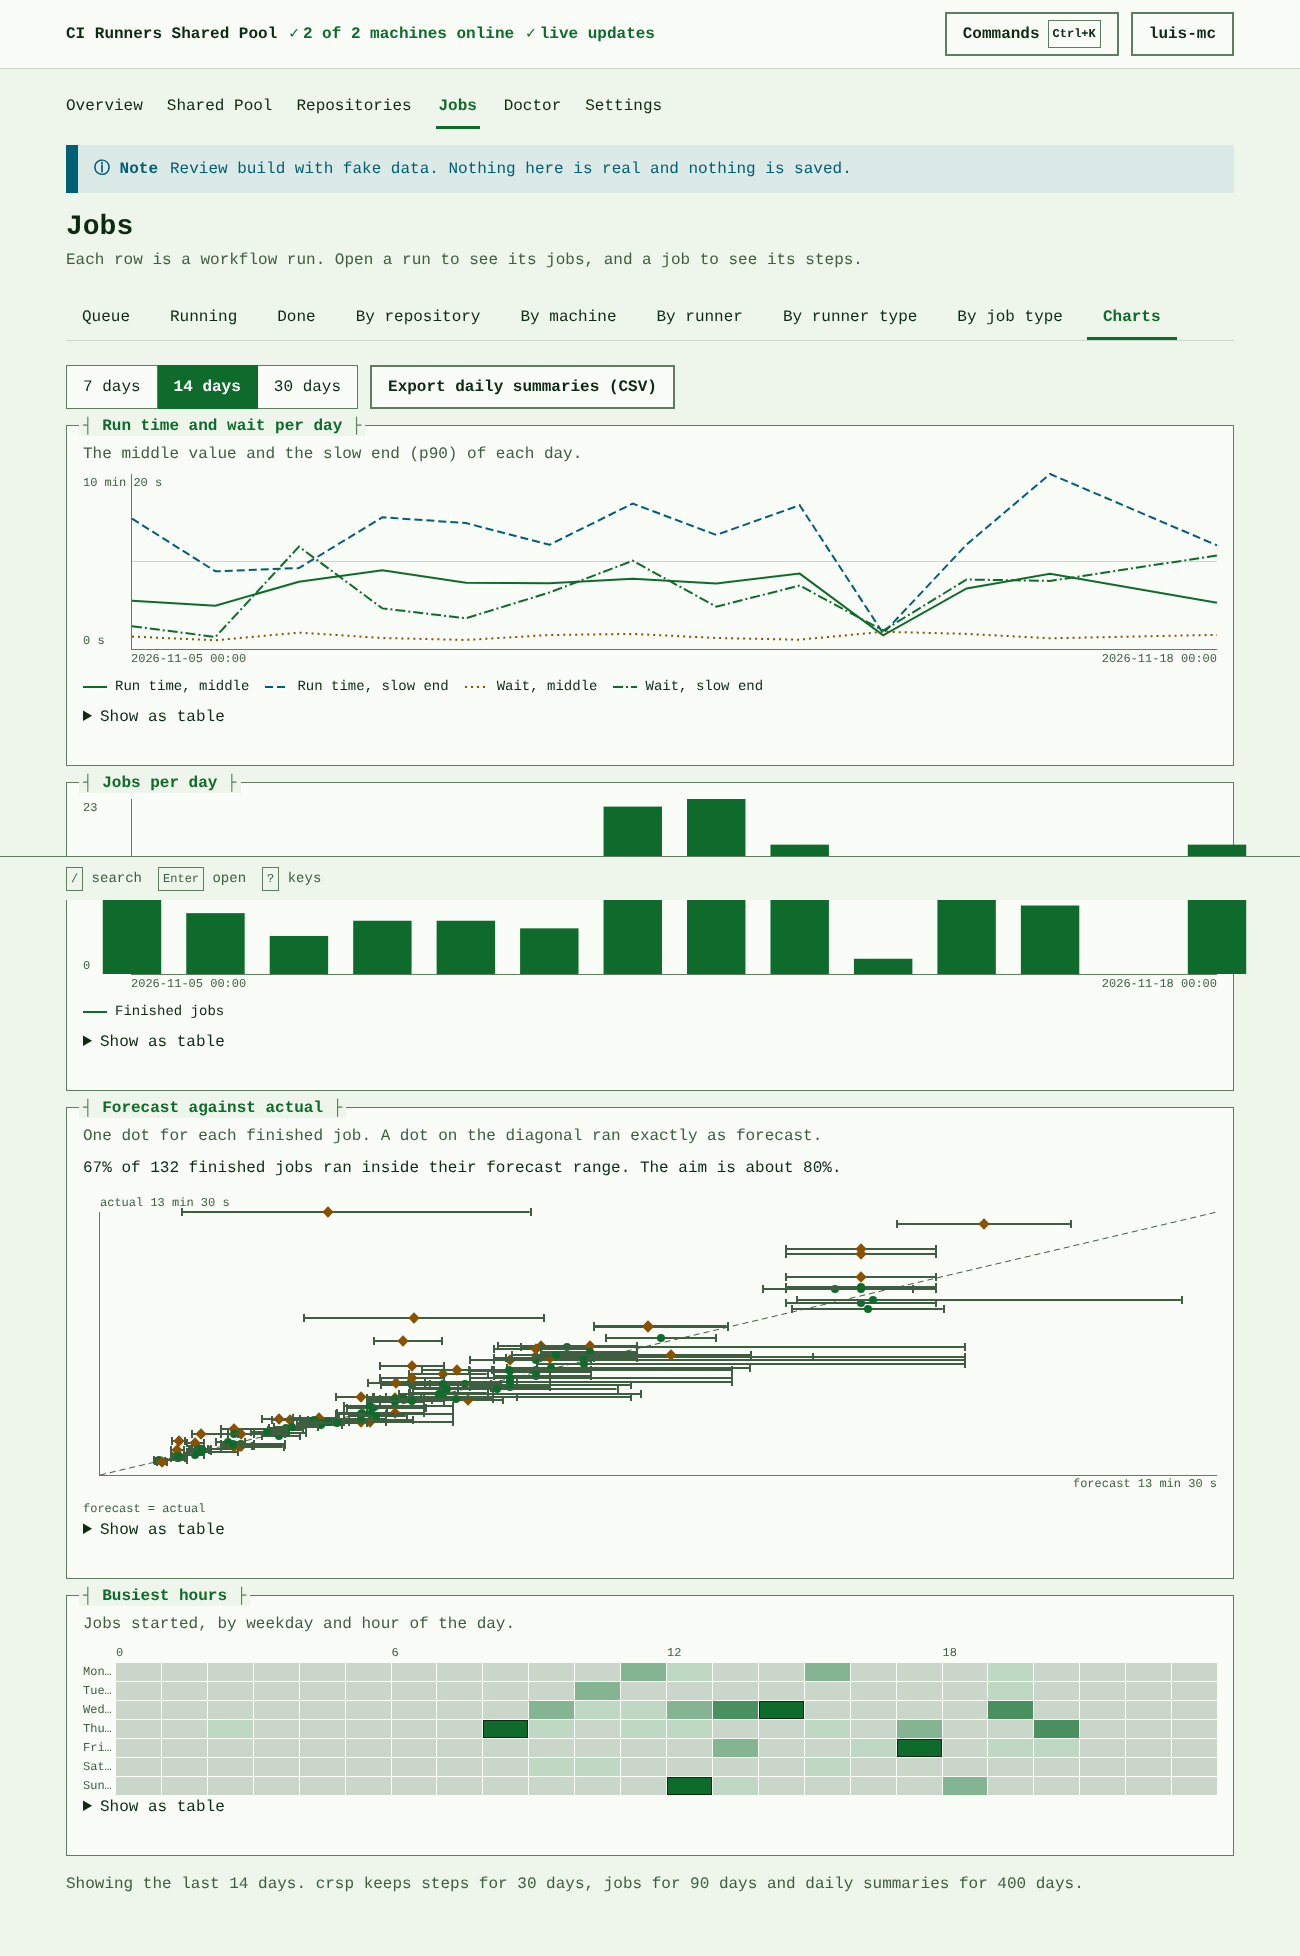 CI Runners Shared Pool ✓ 2 of 2 machines online ✓ live updates Commands Ctrl+K luis-mc
Overview Shared Pool Repositories Jobs Doctor Settings
ⓘ Note Review build with fake data. Nothing here is real and nothing is saved.
Jobs
Each row is a workflow run. Open a run to see its jobs, and a job to see its steps.
Queue Running Done By repository By machine By runner By runner type By job type Charts
7 days 14 days 30 days Export daily summaries (CSV)
Run time and wait per day
The middle value and the slow end (p90) of each day.
10 min 20 s
0 s
2026-11-05 00:00 2026-11-18 00:00
Run time, middle Run time, slow end Wait, middle Wait, slow end
▶ Show as table
Jobs per day
23
/ search Enter open ? keys
0
2026-11-05 00:00 2026-11-18 00:00
Finished jobs
▶ Show as table
Forecast against actual
One dot for each finished job. A dot on the diagonal ran exactly as forecast.
67% of 132 finished jobs ran inside their forecast range. The aim is about 80%.
actual 13 min 30 s
forecast 13 min 30 s
forecast = actual
▶ Show as table
Busiest hours
Jobs started, by weekday and hour of the day.
0 6 12 18
Mon…
Tue…
Wed…
Thu…
Fri…
Sat…
Sun…
▶ Show as table
Showing the last 14 days. crsp keeps steps for 30 days, jobs for 90 days and daily summaries for 400 days.